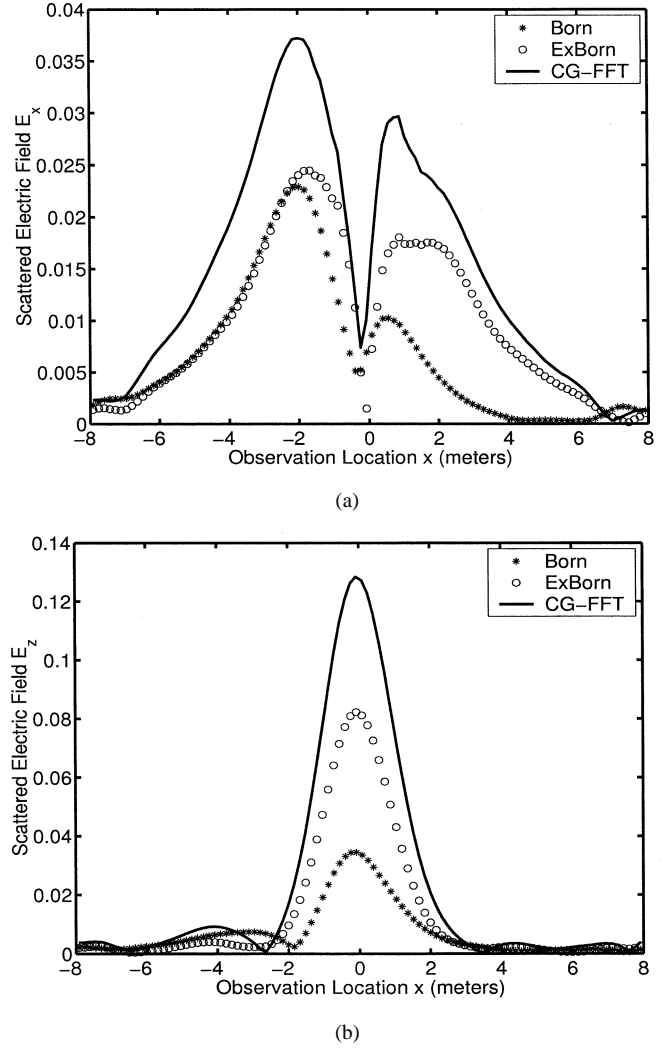 0.04
0.035
0.03
0.025
0.02
0.015
0.01
0.005
0
Scattered Electric Field Ex
* Born
o ExBorn
CG-FFT
-8 -6 -4 -2 0 2 4 6 8
Observation Location x (meters)
(a)
0.14
0.12
0.1
0.08
0.06
0.04
0.02
0
Scattered Electric Field Ez
* Born
o ExBorn
CG-FFT
-8 -6 -4 -2 0 2 4 6 8
Observation Location x (meters)
(b)